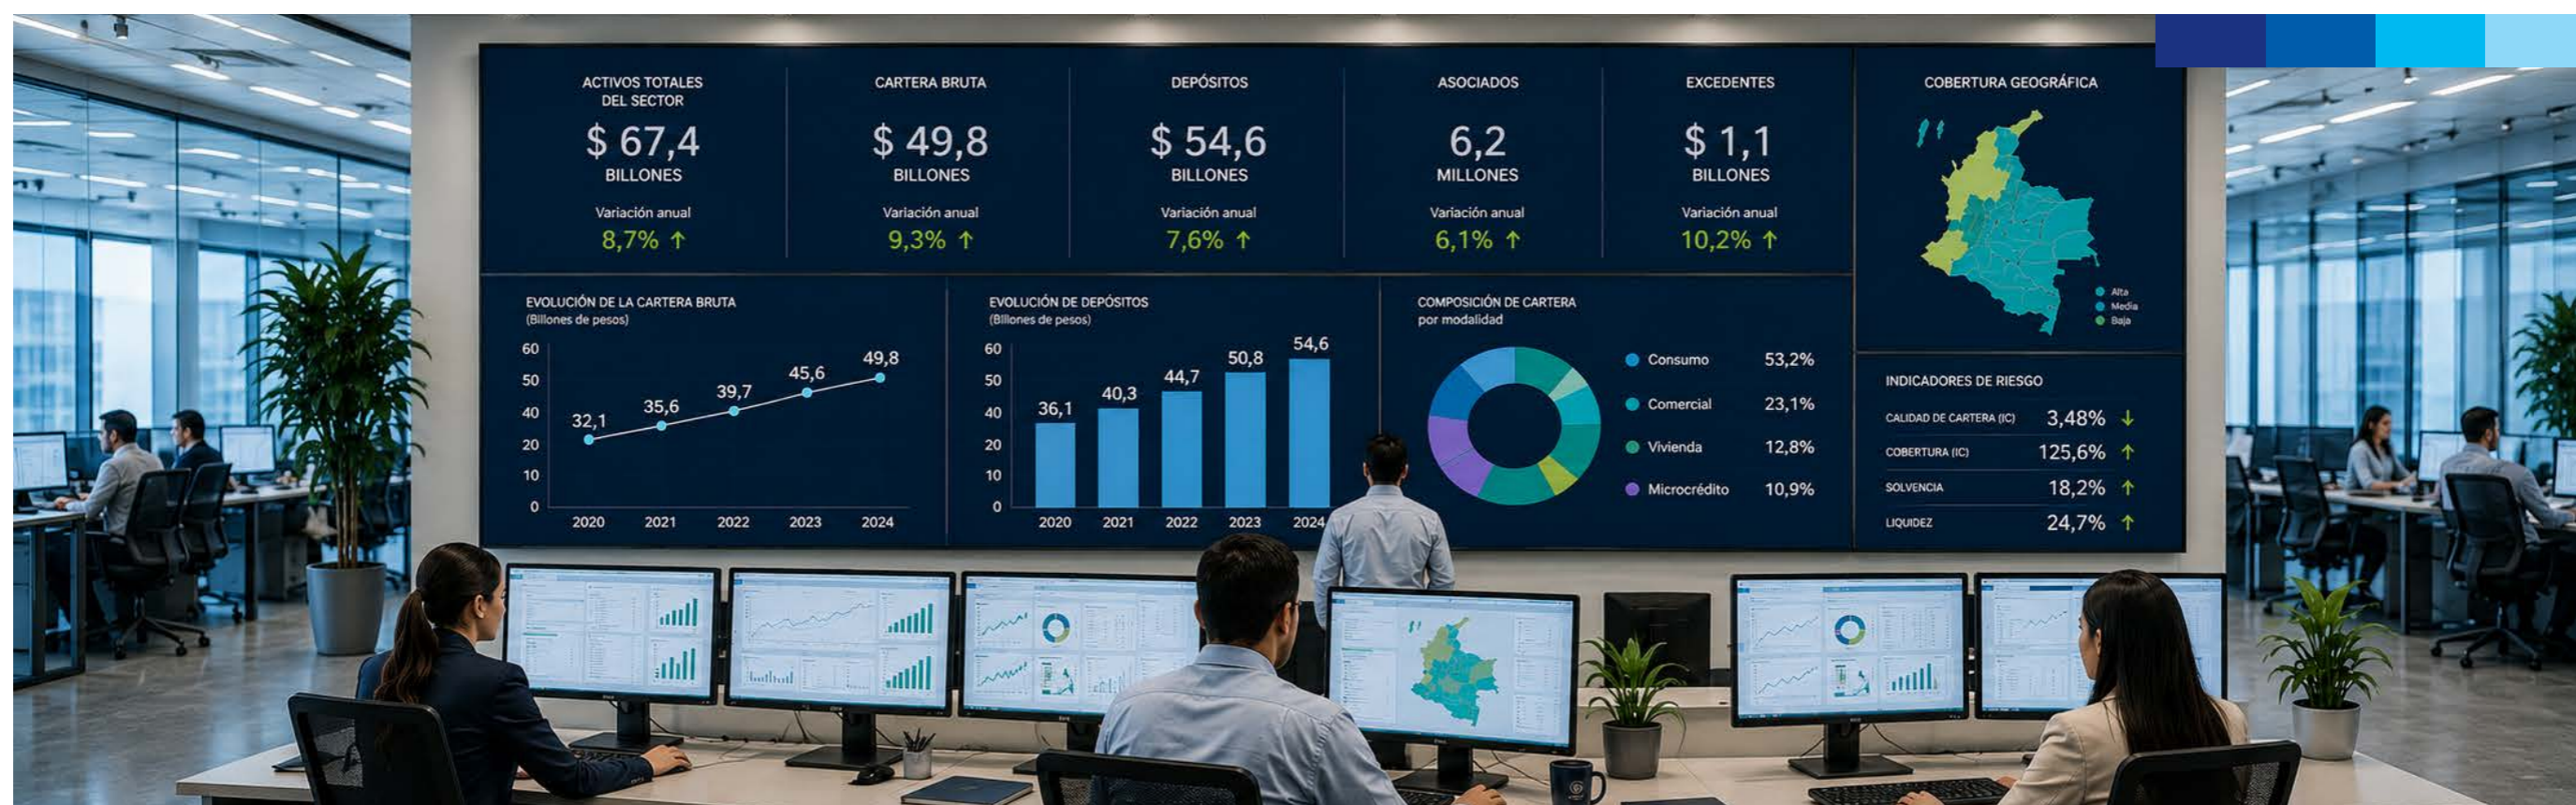 ACTIVOS TOTALES
DEL SECTOR
$ 67,4
BILLONES
Variación anual
8,7% ↑
CARTERA BRUTA
$ 49,8
BILLONES
Variación anual
9,3% ↑
DEPÓSITOS
$ 54,6
BILLONES
Variación anual
7,6% ↑
ASOCIADOS
6,2
MILLONES
Variación anual
6,1% ↑
EXCEDENTES
$ 1,1
BILLONES
Variación anual
10,2% ↑
COBERTURA GEOGRÁFICA
Alta
Media
Baja
EVOLUCIÓN DE LA CARTERA BRUTA
(Billones de pesos)
60
50
40
20
10
0
32,1
35,6
39,7
45,6
49,8
2020 2021 2022 2023 2024
EVOLUCIÓN DE DEPÓSITOS
(Billones de pesos)
60
50
40
20
10
0
36,1
40,3
44,7
50,8
54,6
2020 2021 2022 2023 2024
COMPOSICIÓN DE CARTERA
por modalidad
Consumo 53,2%
Comercial 23,1%
Vivienda 12,8%
Microcrédito 10,9%
INDICADORES DE RIESGO
CALIDAD DE CARTERA (IC) 3,48% ↓
COBERTURA (IC) 125,6% ↑
SOLVENCIA 18,2% ↑
LIQUIDEZ 24,7% ↑